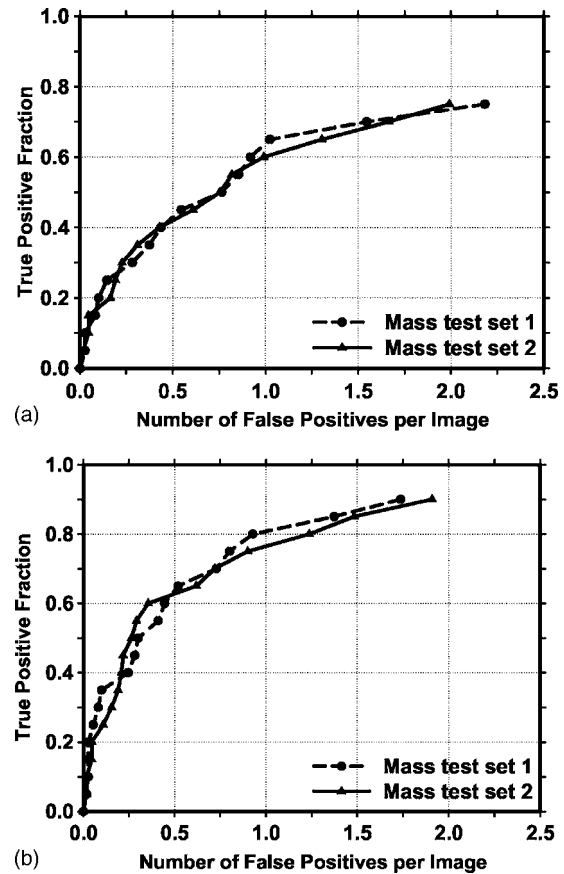 1.0
0.8
0.6
0.4
0.2
0.0
True Positive Fraction
Mass test set 1
Mass test set 2
0.0 0.5 1.0 1.5 2.0 2.5
(a)
Number of False Positives per Image
1.0
0.8
0.6
0.4
0.2
0.0
True Positive Fraction
Mass test set 1
Mass test set 2
0.0 0.5 1.0 1.5 2.0 2.5
(b)
Number of False Positives per Image